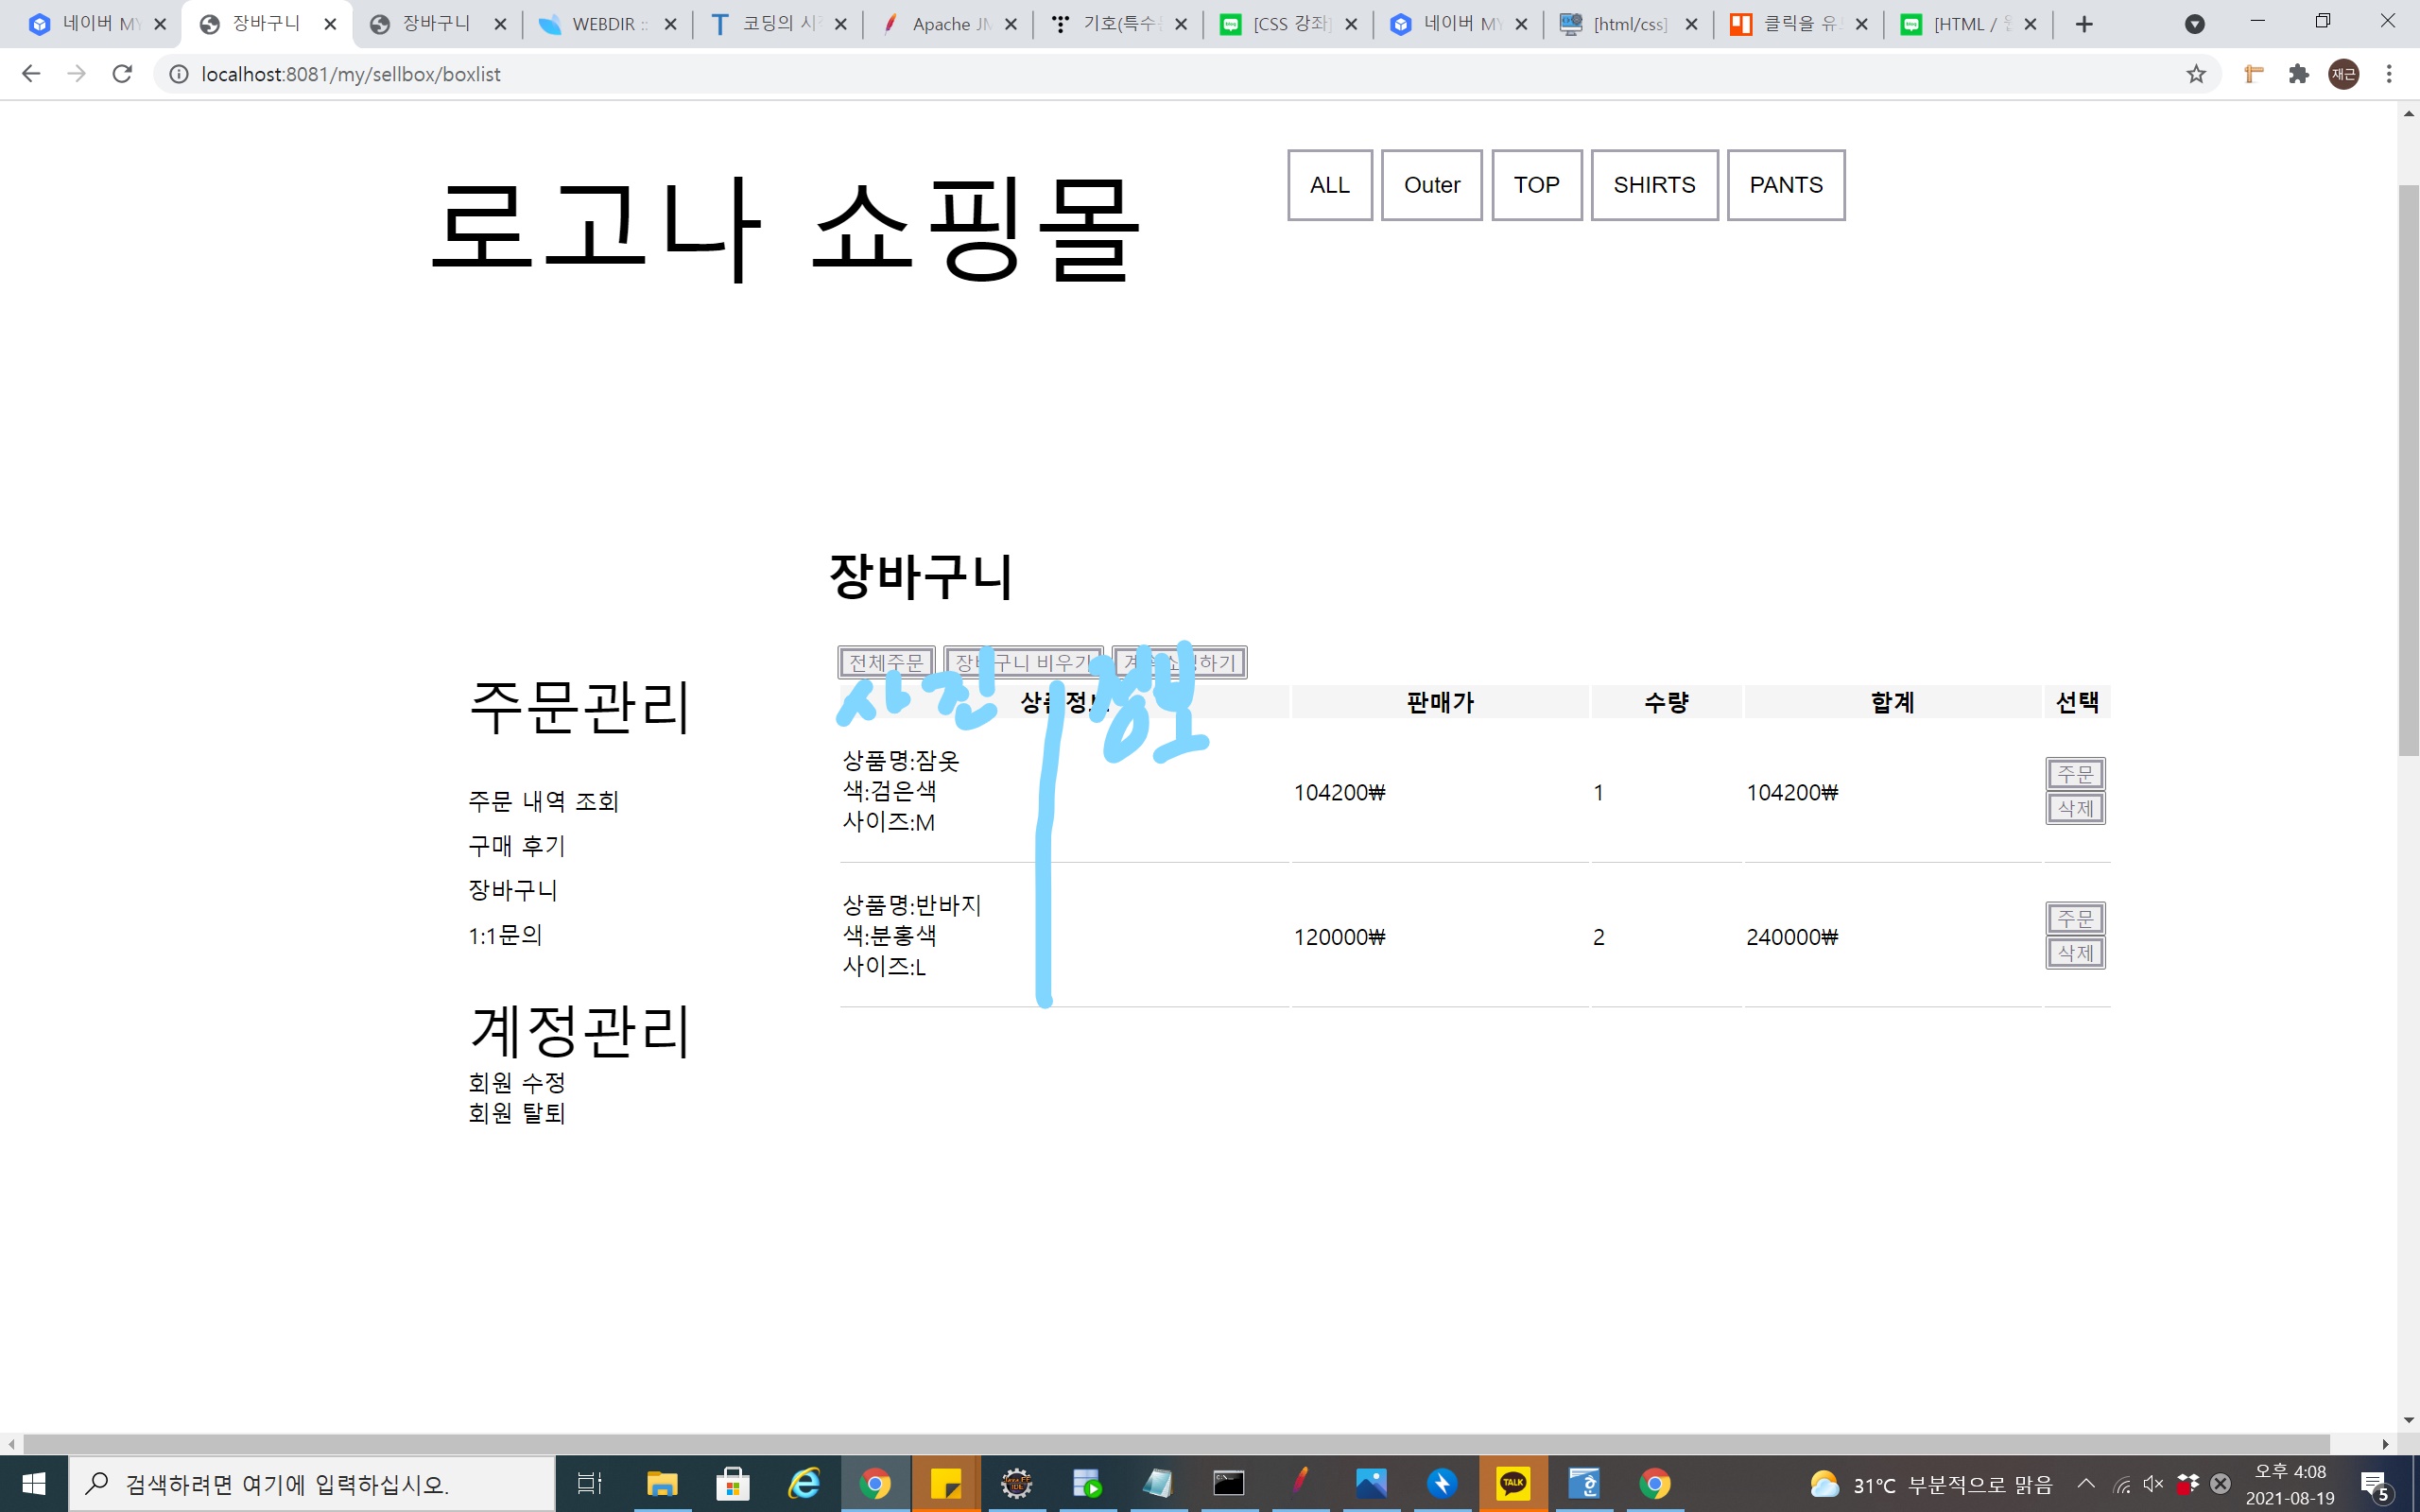 네이버 MY
장바구니
장바구니
WEBDIR ::
코딩의 시
Apache JM
기호(특수
[CSS 강좌]
네이버 MY
[html/css]
클릭을 유
[HTML /
localhost:8081/my/sellbox/boxlist
재근
로고나 쇼핑몰
ALL Outer TOP SHIRTS PANTS
장바구니
전체주문 장바구니 비우기 계속쇼핑하기
사진 정보
상품정보 판매가 수량 합계 선택
상품명:잠옷
색:검은색
사이즈:M
104200₩ 1 104200₩
주문
삭제
상품명:반바지
색:분홍색
사이즈:L
120000₩ 2 240000₩
주문
삭제
주문관리
주문 내역 조회
구매 후기
장바구니
1:1문의
계정관리
회원 수정
회원 탈퇴
검색하려면 여기에 입력하십시오.
TALK
31°C 부분적으로 맑음
오후 4:08
2021-08-19
5